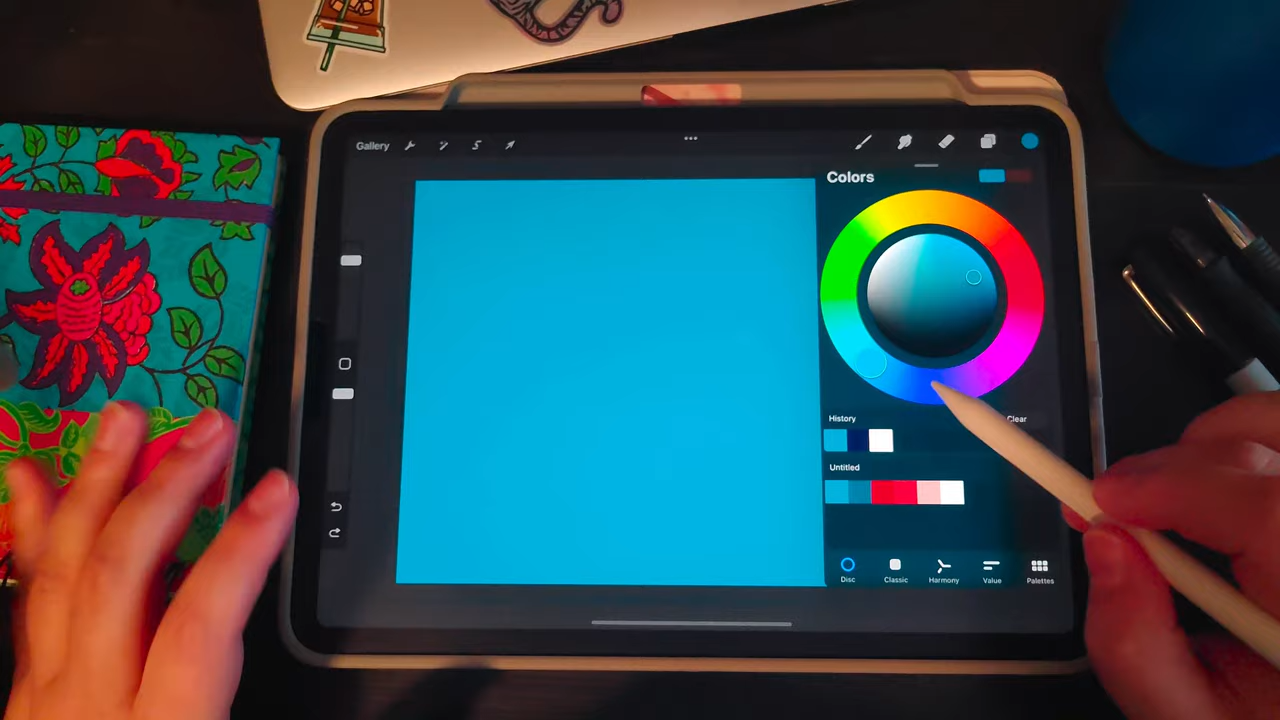 Gallery
Colors
History
Clear
Untitled
Disc
Classic
Harmony
Value
Palettes